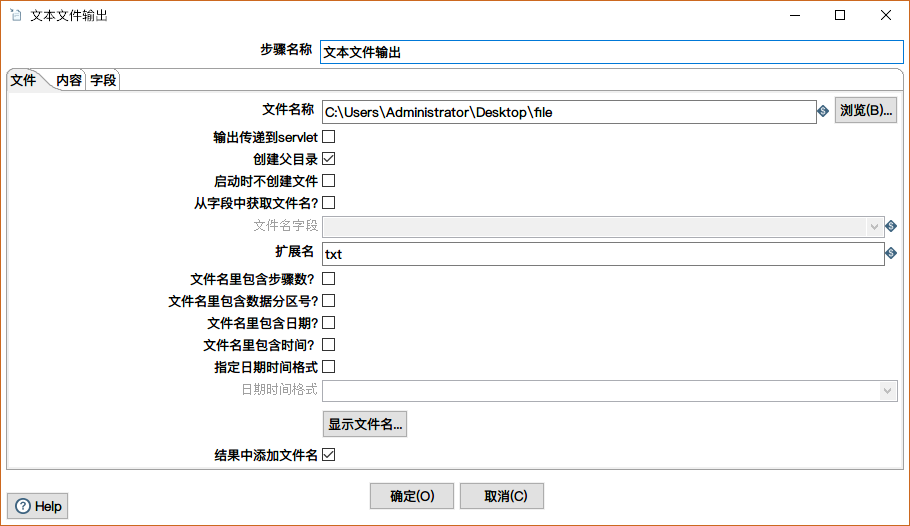 文本文件输出
步骤名称 文本文件输出
文件 内容 字段
文件名称 C:\Users\Administrator\Desktop\file 浏览(B)...
输出传递到servlet
创建父目录
启动时不创建文件
从字段中获取文件名?
文件名字段
扩展名 txt
文件名里包含步骤数?
文件名里包含数据分区号?
文件名里包含日期?
文件名里包含时间?
指定日期时间格式
日期时间格式
显示文件名...
结果中添加文件名
Help 确定(O) 取消(C)